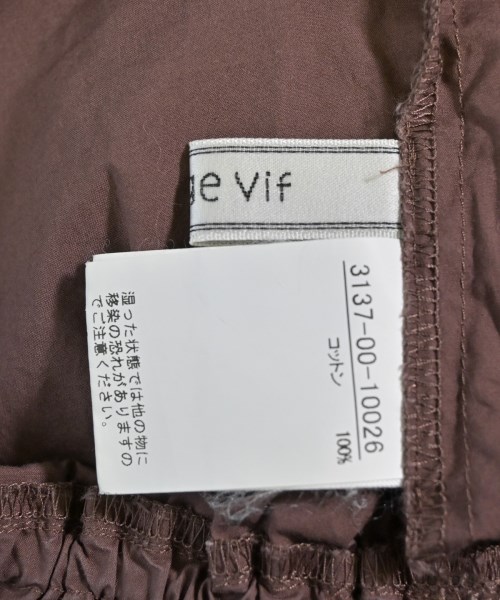 ge Vif
3137-00-10026
コットン 100%
湿った状態では他の物に
移染の恐れがありますの
でご注意ください。